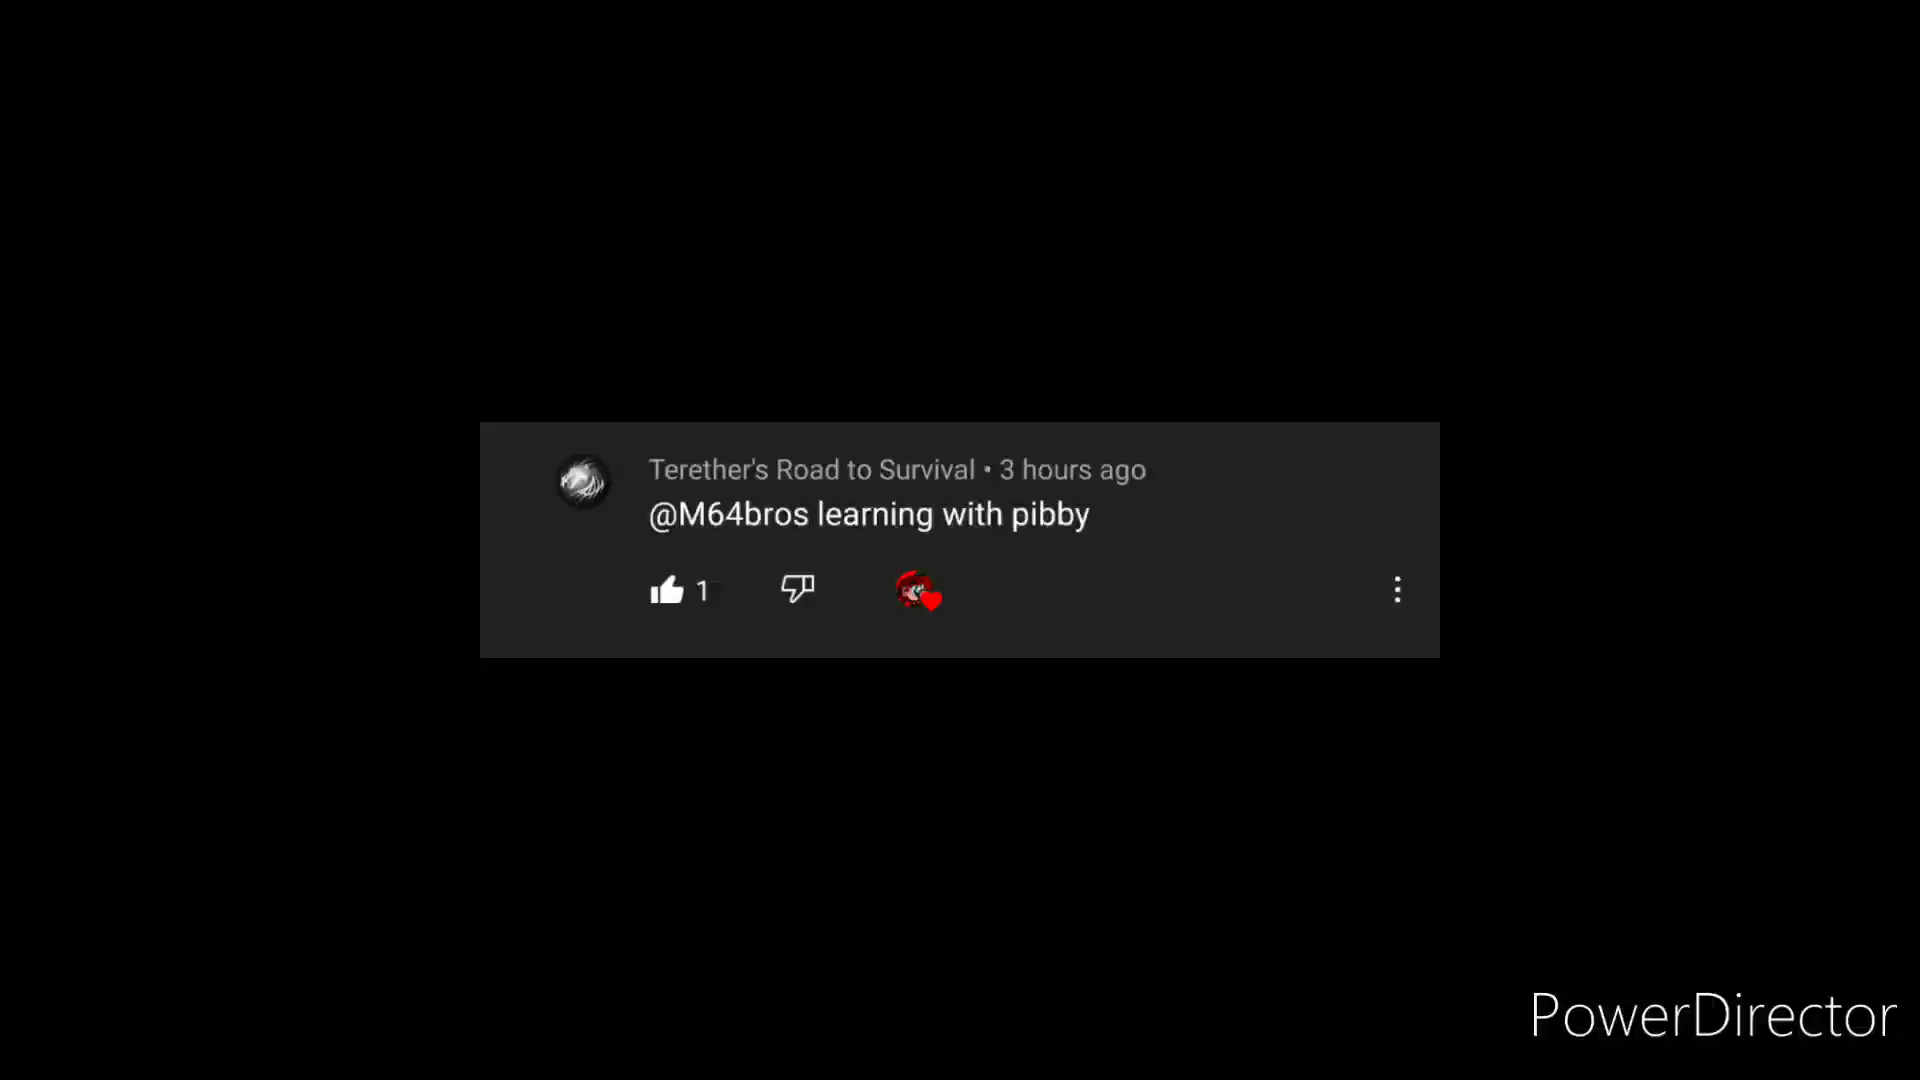 Terether's Road to Survival • 3 hours ago
@M64bros learning with pibby
1
PowerDirector